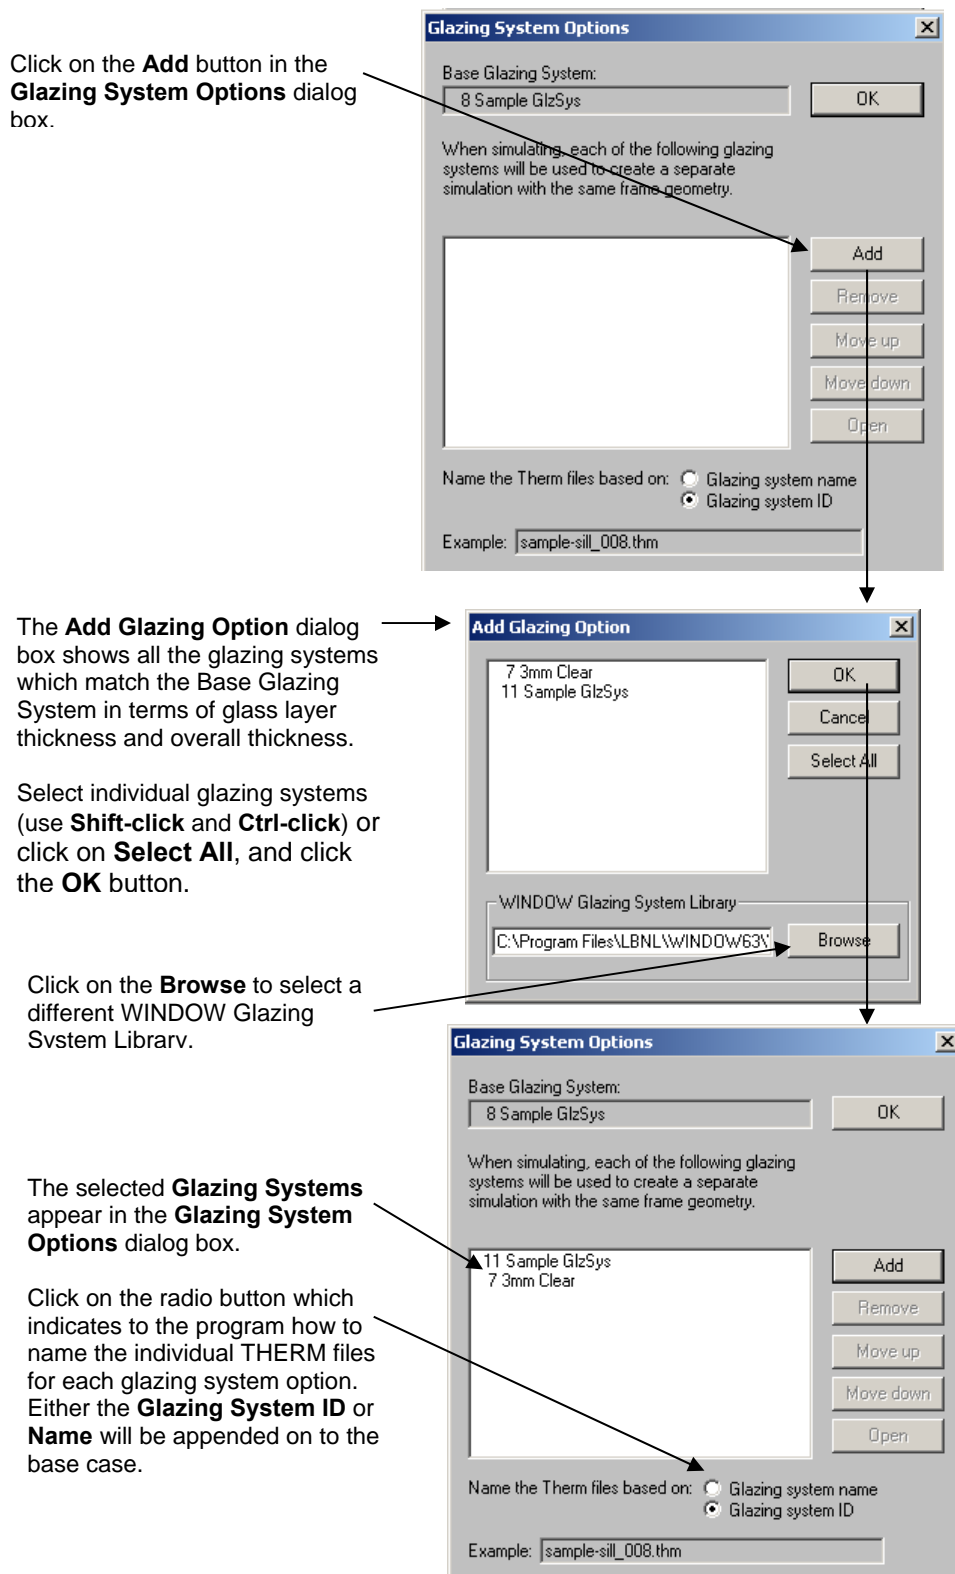 Glazing System Options
Click on the Add button in the
Glazing System Options dialog
box.
Base Glazing System:
8 Sample GlzSys
OK
When simulating, each of the following glazing
systems will be used to create a separate
simulation with the same frame geometry.
Add
Remove
Move up
Move down
Open
Name the Therm files based on:
Glazing system name
Glazing system ID
Example: sample-sill_008.thm
The Add Glazing Option dialog
box shows all the glazing systems
which match the Base Glazing
System in terms of glass layer
thickness and overall thickness.
Select individual glazing systems
(use Shift-click and Ctrl-click) or
click on Select All, and click
the OK button.
Add Glazing Option
7 3mm Clear
11 Sample GlzSys
OK
Cancel
Select All
WINDOW Glazing System Library
C:\Program Files\LBNL\WINDOW63\
Browse
Click on the Browse to select a
different WINDOW Glazing
System Library.
Glazing System Options
Base Glazing System:
8 Sample GlzSys
OK
When simulating, each of the following glazing
systems will be used to create a separate
simulation with the same frame geometry.
The selected Glazing Systems
appear in the Glazing System
Options dialog box.
11 Sample GlzSys
7 3mm Clear
Add
Remove
Move up
Move down
Open
Click on the radio button which
indicates to the program how to
name the individual THERM files
for each glazing system option.
Either the Glazing System ID or
Name will be appended on to the
base case.
Name the Therm files based on:
Glazing system name
Glazing system ID
Example: sample-sill_008.thm